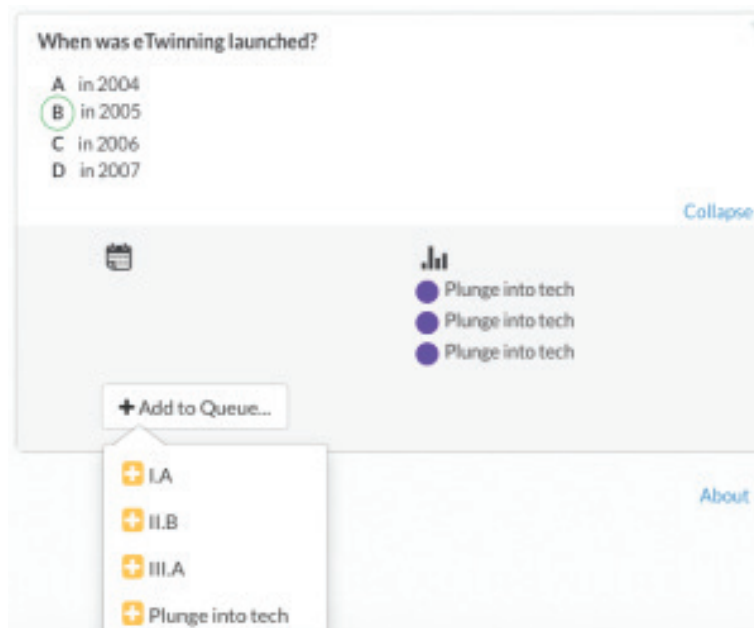 When was eTwinning launched?
A in 2004
B in 2005
C in 2006
D in 2007
Collapse
Plunge into tech
Plunge into tech
Plunge into tech
+ Add to Queue...
I.A
II.B
III.A
Plunge into tech
About